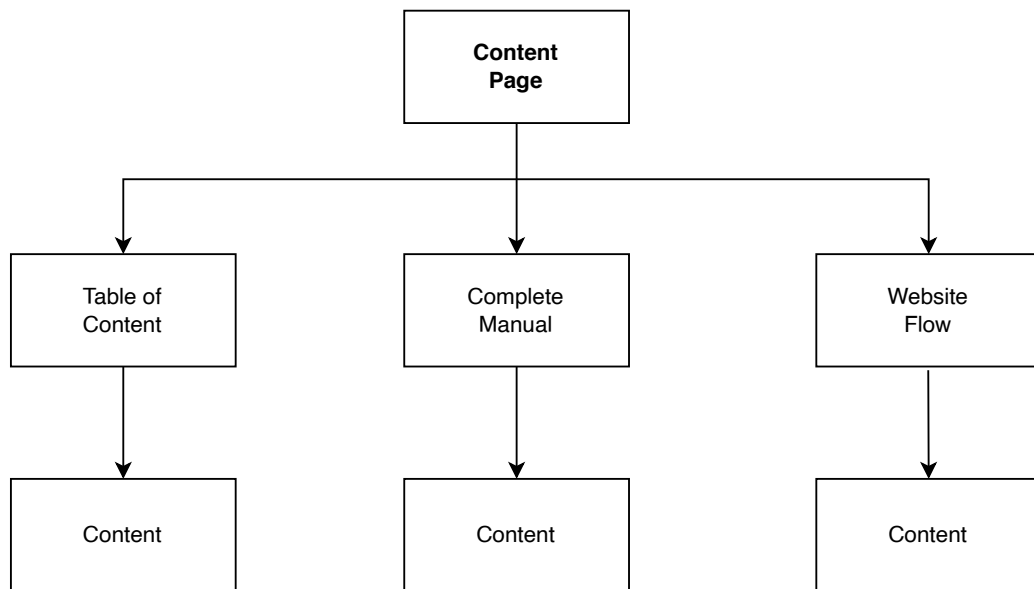 Content
Page
Table of
Content
Complete
Manual
Website
Flow
Content
Content
Content